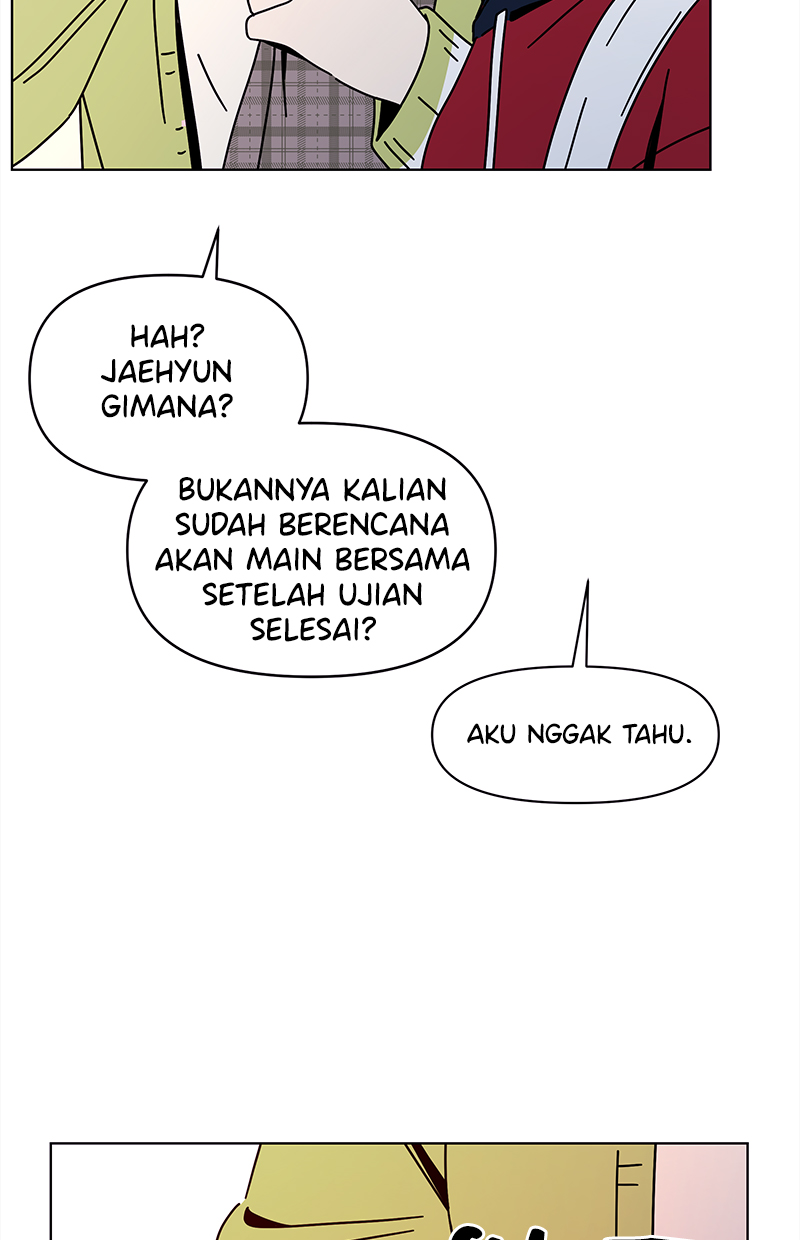 HAH?
JAEHYUN
GIMANA?
BUKANNYA KALIAN
SUDAH BERENCANA
AKAN MAIN BERSAMA
SETELAH UJIAN
SELESAI?
AKU NGGAK TAHU.